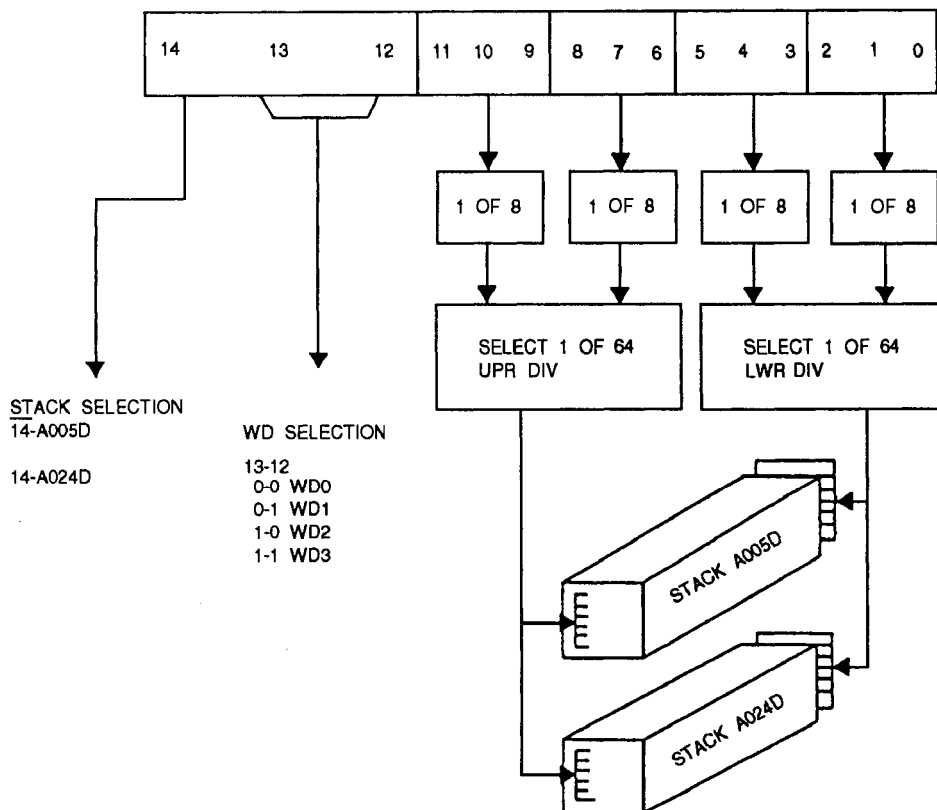 14 13 12 11 10 9 8 7 6 5 4 3 2 1 0
1 OF 8 1 OF 8 1 OF 8 1 OF 8
SELECT 1 OF 64
UPR DIV
SELECT 1 OF 64
LWR DIV
STACK SELECTION
1̅4̅-A005D
14-A024D
WD SELECTION
13-12
0-0 WD0
0-1 WD1
1-0 WD2
1-1 WD3
STACK A005D
STACK A024D